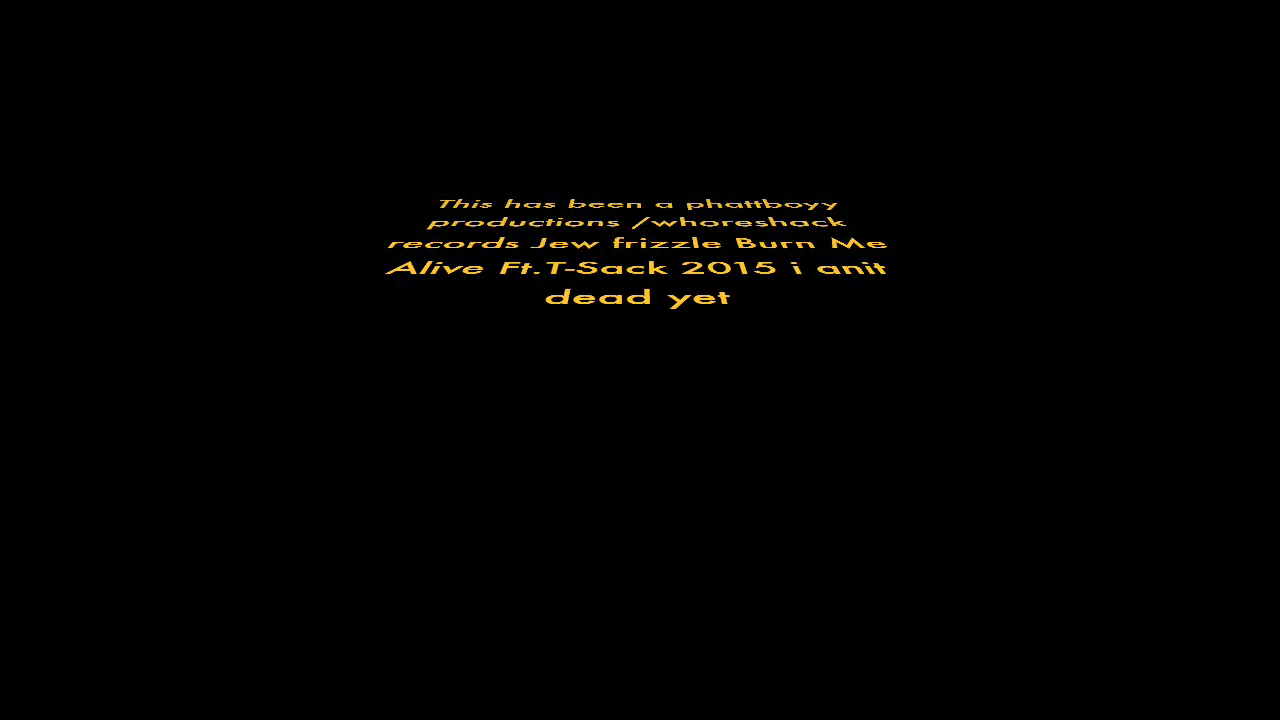 This has been a phattboyy
productions /whoreshack
records Jew frizzle Burn Me
Alive Ft.T-Sack 2015 i anit
dead yet